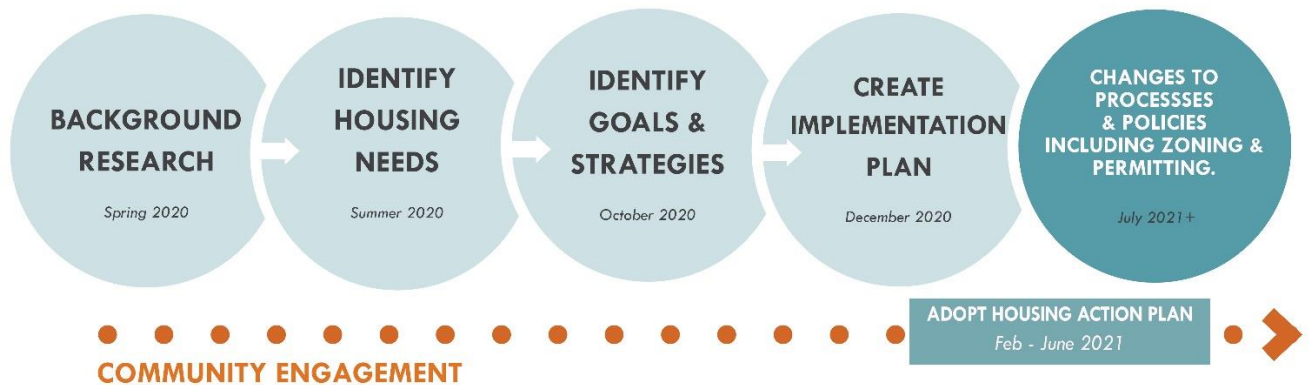 BACKGROUND
RESEARCH
Spring 2020
IDENTIFY
HOUSING
NEEDS
Summer 2020
IDENTIFY
GOALS &
STRATEGIES
October 2020
CREATE
IMPLEMENTATION
PLAN
December 2020
CHANGES TO
PROCESSSES
& POLICIES
INCLUDING ZONING &
PERMITTING.
July 2021+
ADOPT HOUSING ACTION PLAN
Feb - June 2021
COMMUNITY ENGAGEMENT